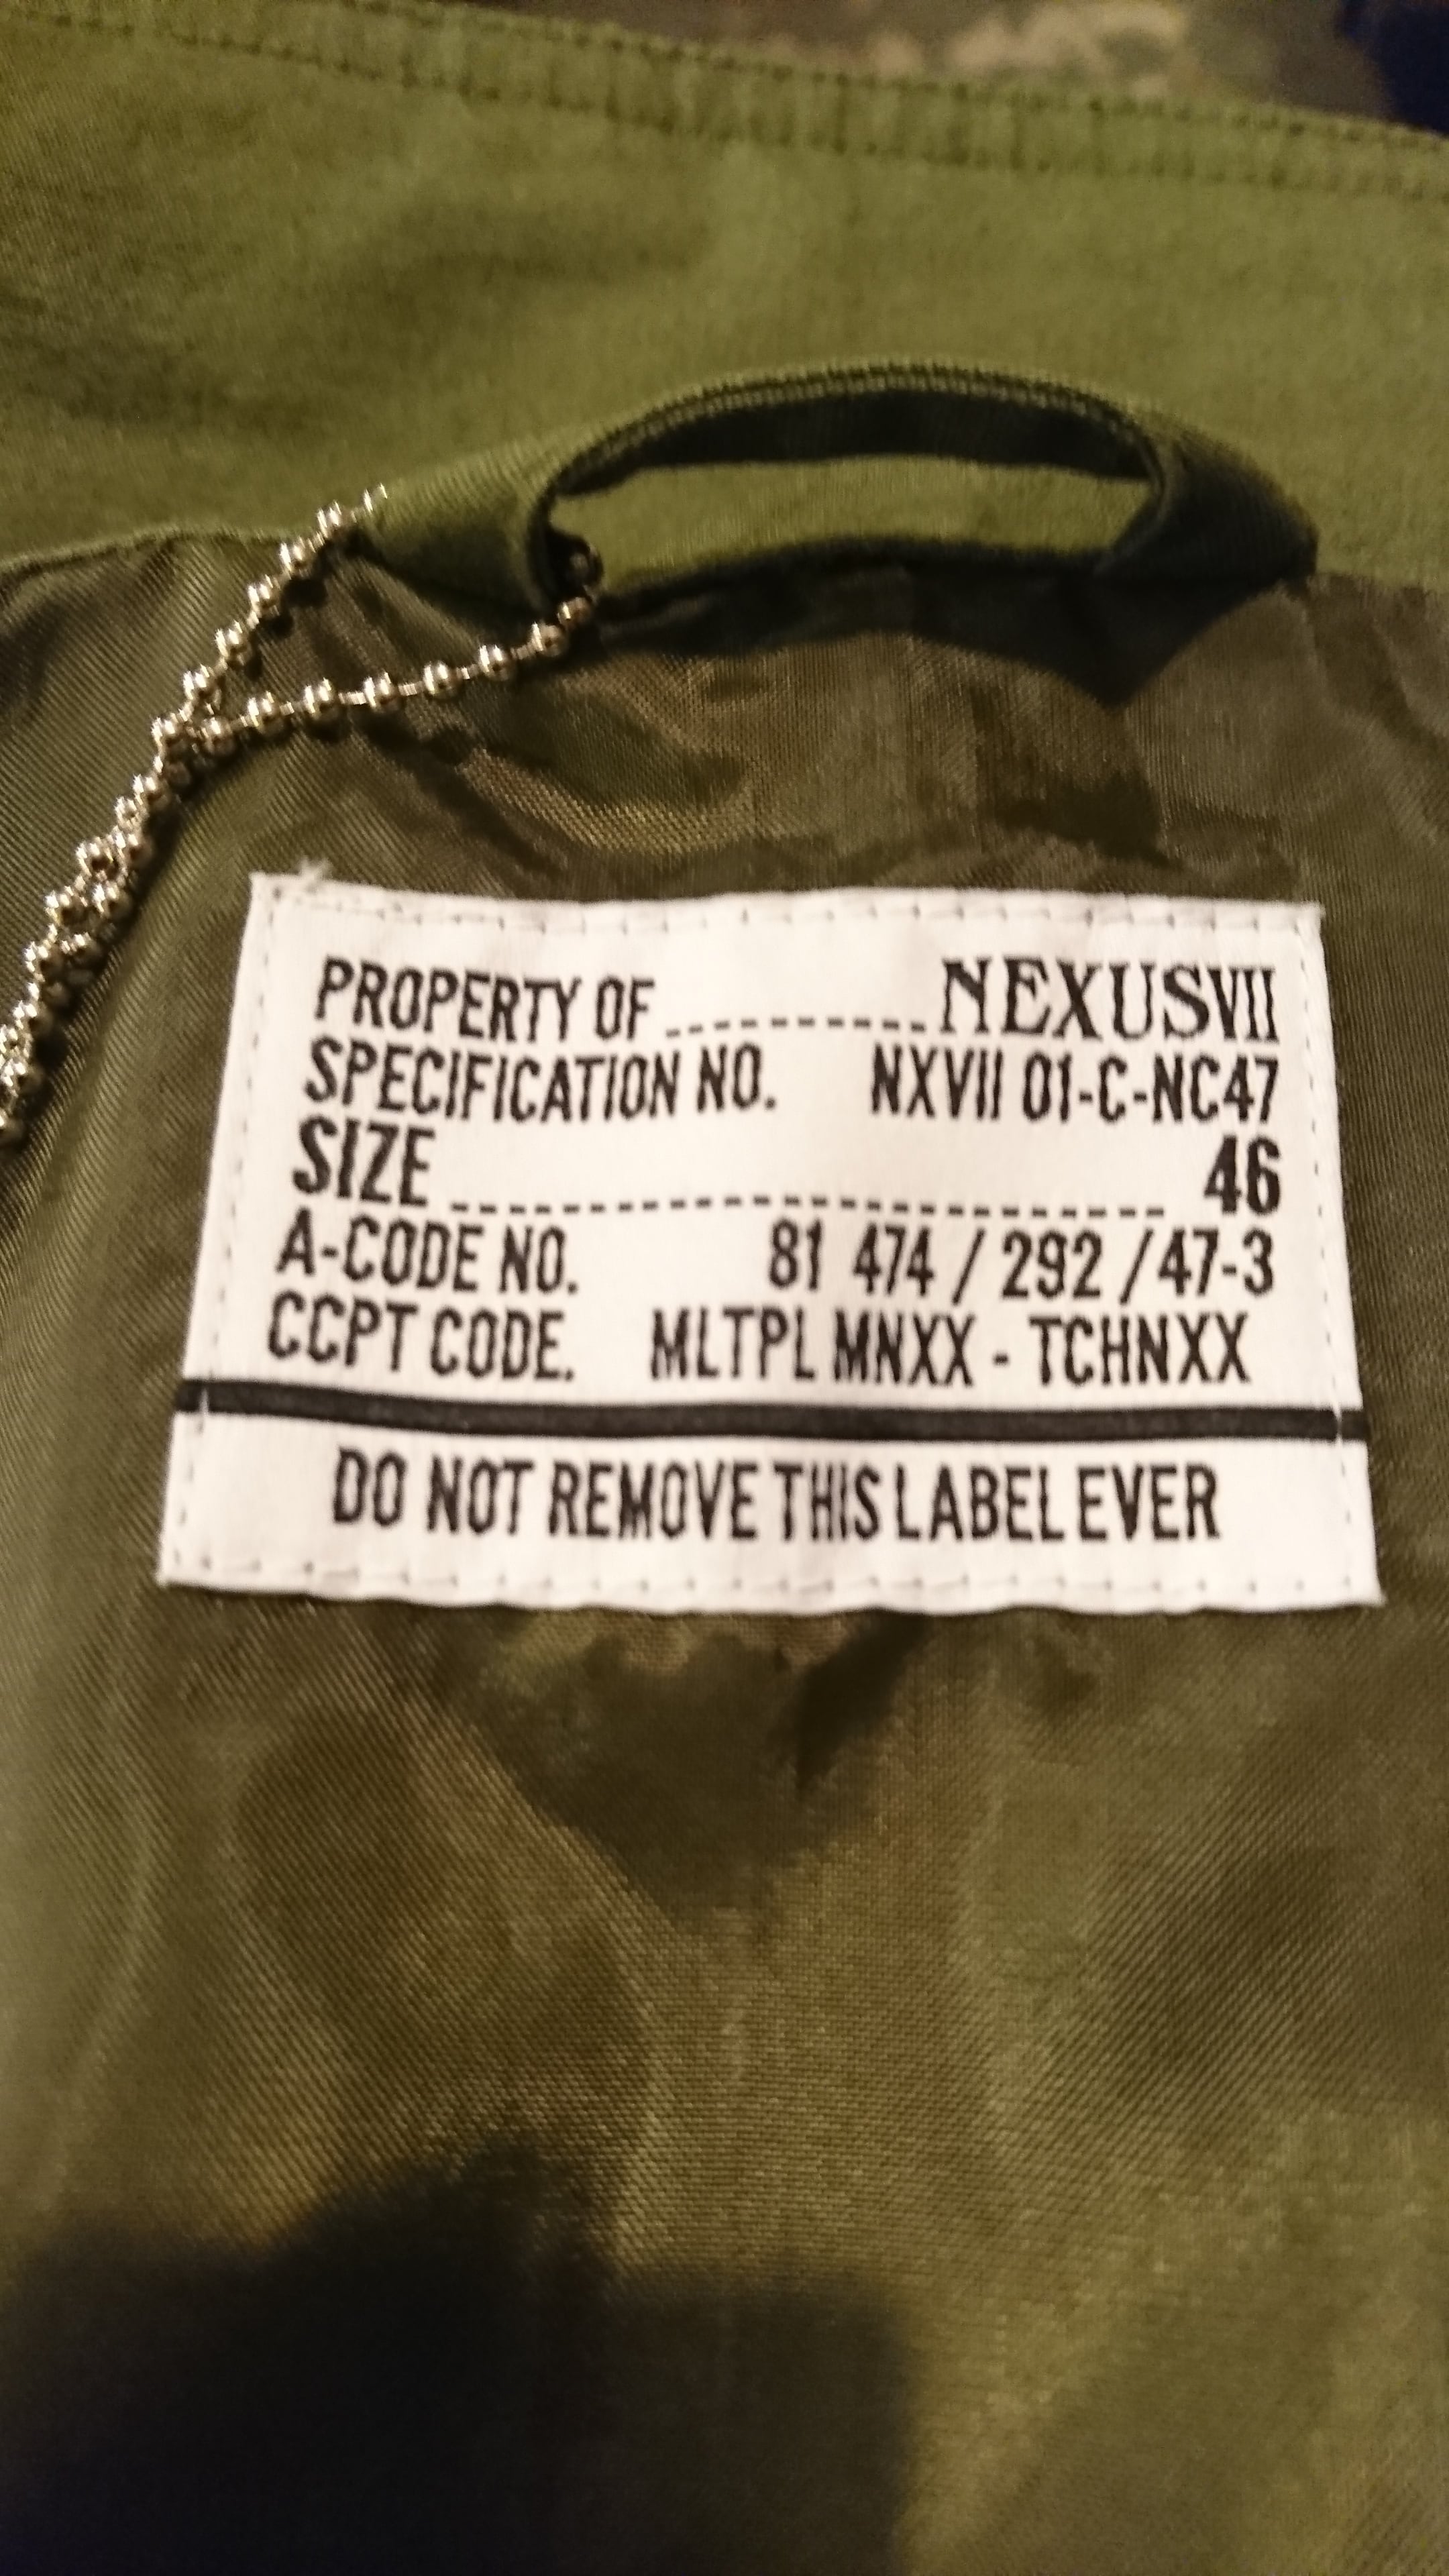 PROPERTY OF ---------- NEXUSVII
SPECIFICATION NO. NXVII 01-C-NC47
SIZE ------------------------ 46
A-CODE NO. 81 474 / 292 /47-3
CCPT CODE. MLTPL MNXX - TCHNXX
DO NOT REMOVE THIS LABEL EVER